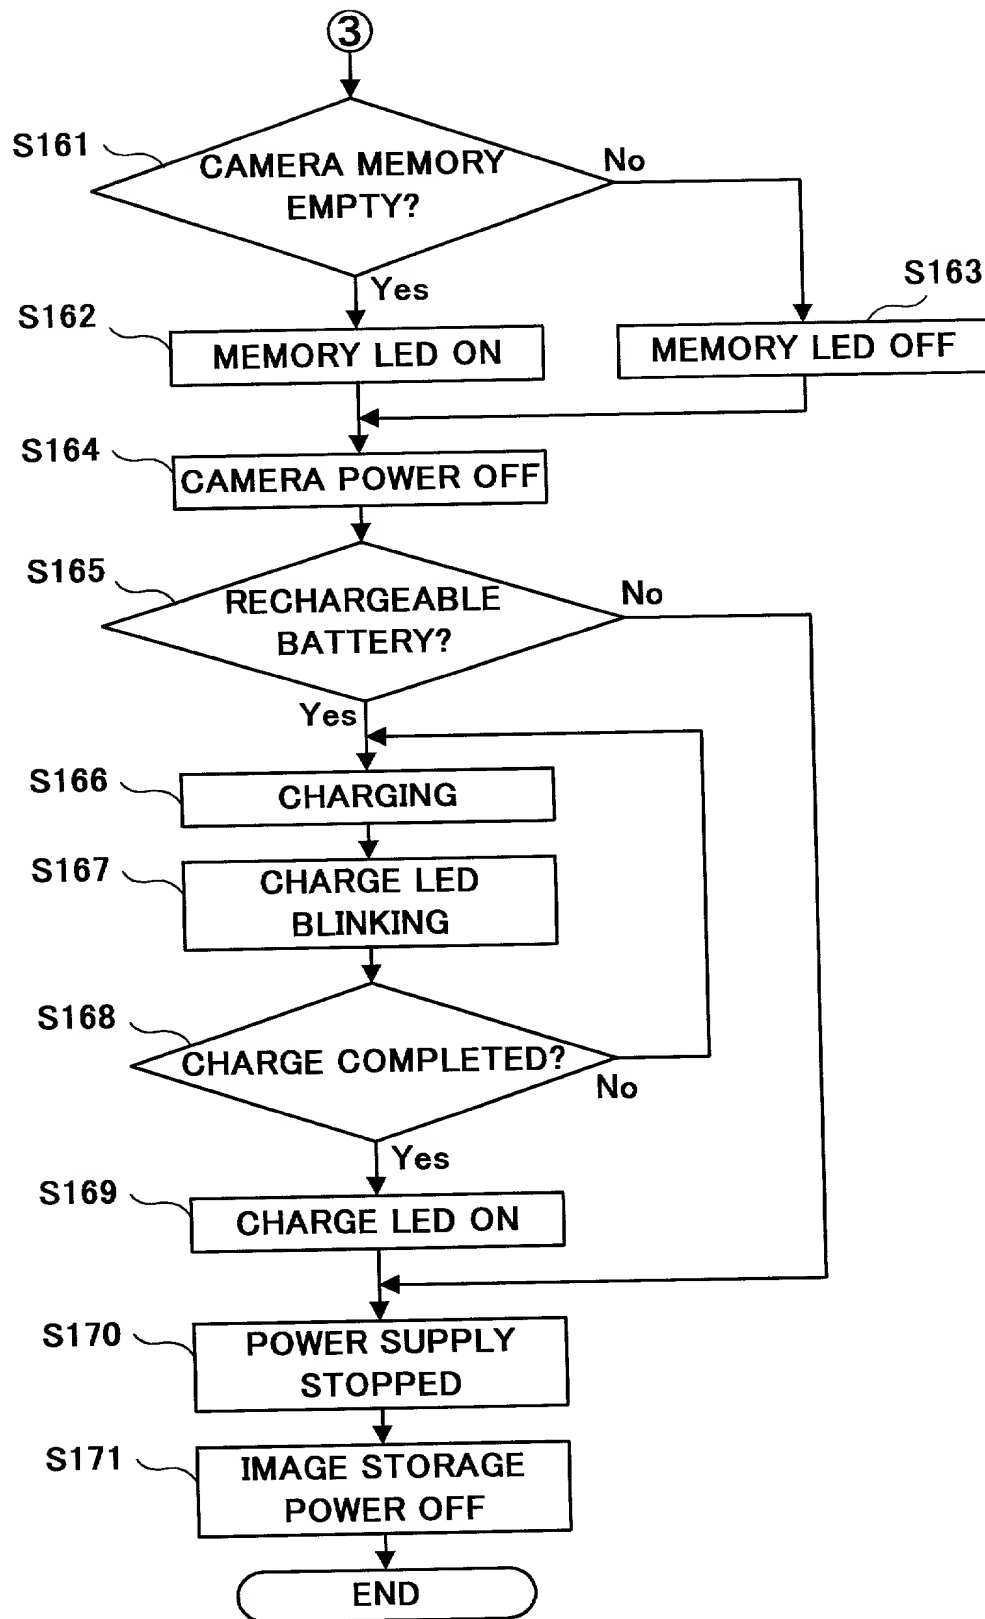 3
S161
CAMERA MEMORY
EMPTY?
No
Yes
S162
MEMORY LED ON
S163
MEMORY LED OFF
S164
CAMERA POWER OFF
S165
RECHARGEABLE
BATTERY?
No
Yes
S166
CHARGING
S167
CHARGE LED
BLINKING
S168
CHARGE COMPLETED?
No
Yes
S169
CHARGE LED ON
S170
POWER SUPPLY
STOPPED
S171
IMAGE STORAGE
POWER OFF
END